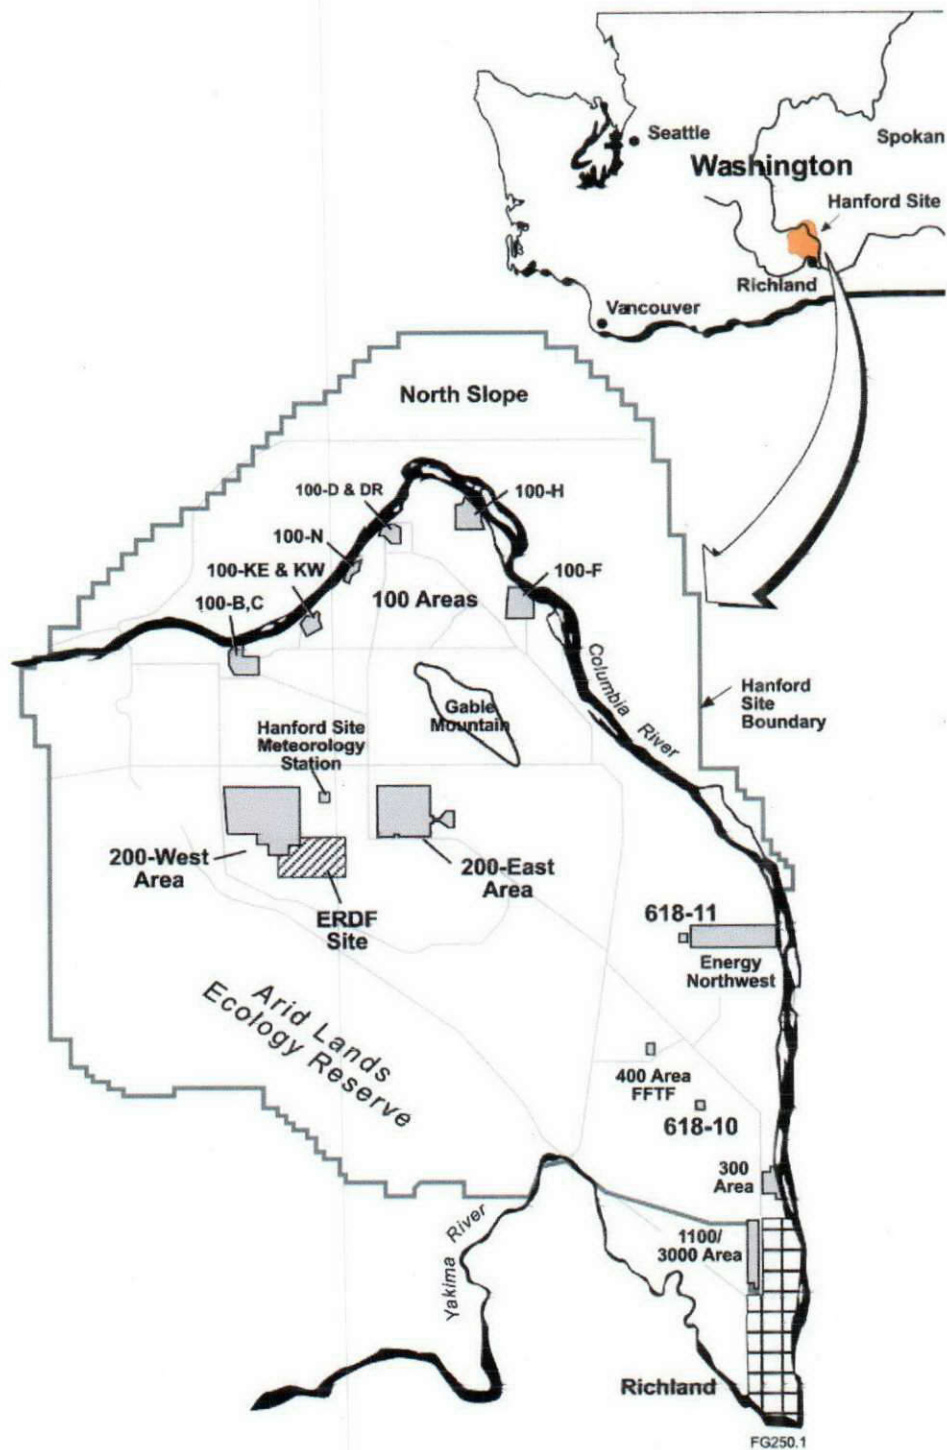 Seattle
Spokan
Washington
Hanford Site
Richland
Vancouver
North Slope
100-D & DR
100-H
100-N
100-KE & KW
100-F
100-B,C
100 Areas
Columbia River
Gable
Mountain
Hanford
Site
Boundary
Hanford Site
Meteorology
Station
200-West
Area
200-East
Area
ERDF
Site
618-11
Energy
Northwest
Arid Lands
Ecology Reserve
400 Area
FFTF
618-10
300
Area
1100/
3000 Area
Yakima River
Richland
FG250.1